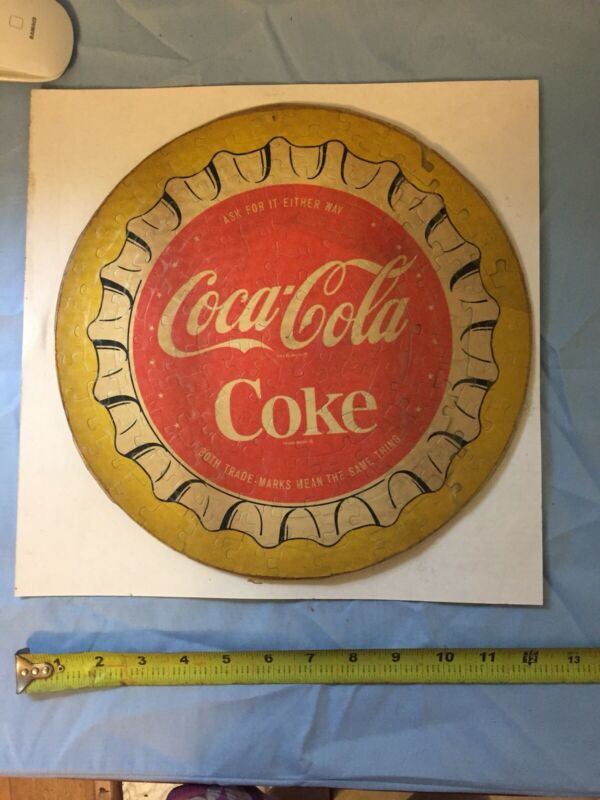 ASK FOR IT EITHER WAY
Coca-Cola
Coke
BOTH TRADE-MARKS MEAN THE SAME THING
1 2 3 4 5 6 7 8 9 10 11 13